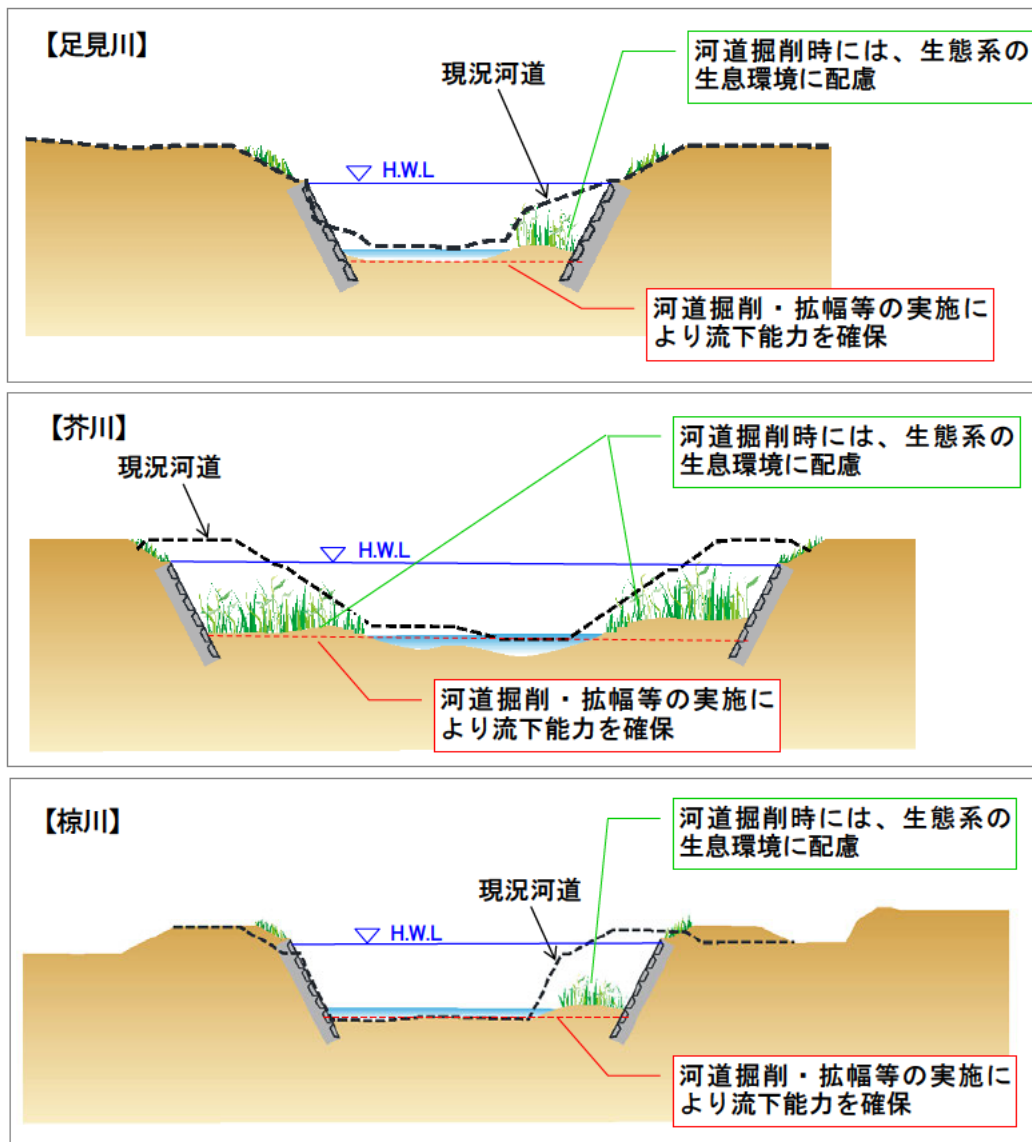 【足見川】
現況河道
河道掘削時には、生態系の
生息環境に配慮
H.W.L
河道掘削・拡幅等の実施に
より流下能力を確保
【芥川】
現況河道
河道掘削時には、生態系の
生息環境に配慮
H.W.L
河道掘削・拡幅等の実施に
より流下能力を確保
【椋川】
河道掘削時には、生態系の
生息環境に配慮
現況河道
H.W.L
河道掘削・拡幅等の実施に
より流下能力を確保